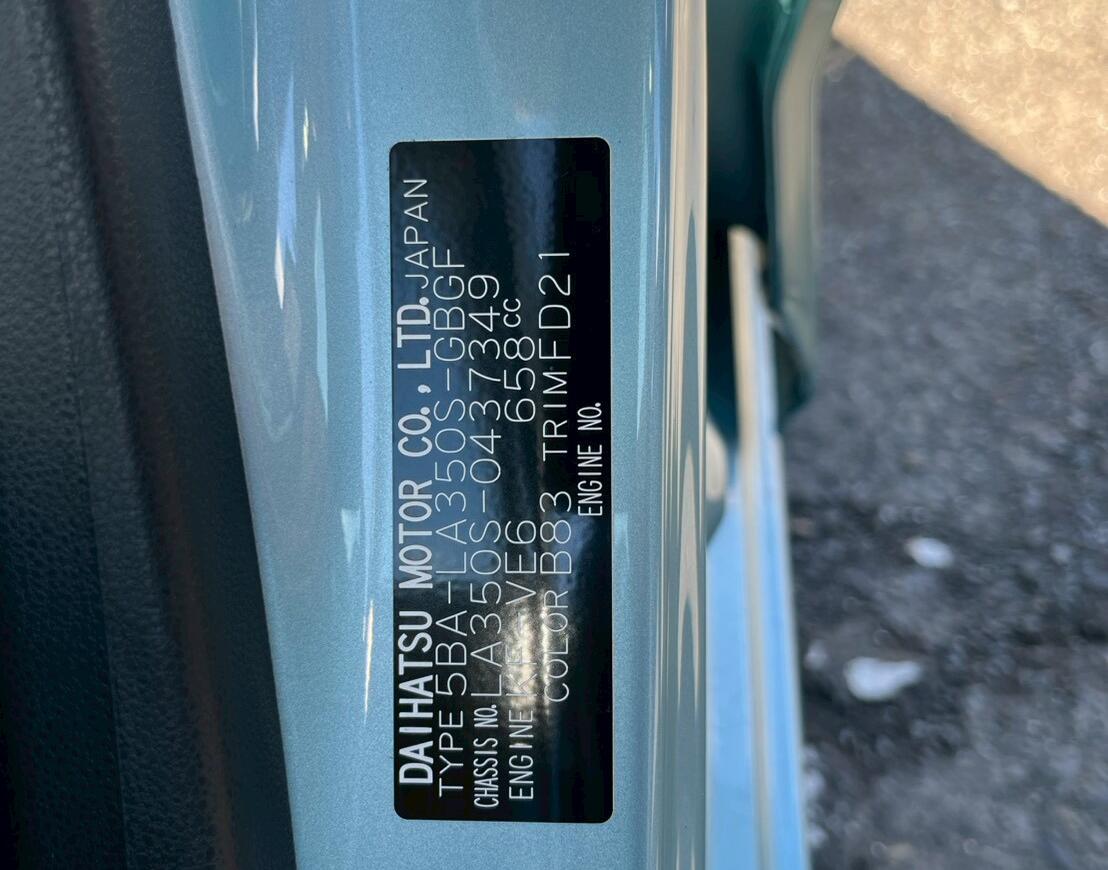 DAIHATSU MOTOR CO., LTD. JAPAN
TYPE 5BA-LA350S-GBGF
CHASSIS NO. LA350S-0437349
ENGINE KF-VE6 658cc
COLOR B83 TRIM FD21
ENGINE NO.